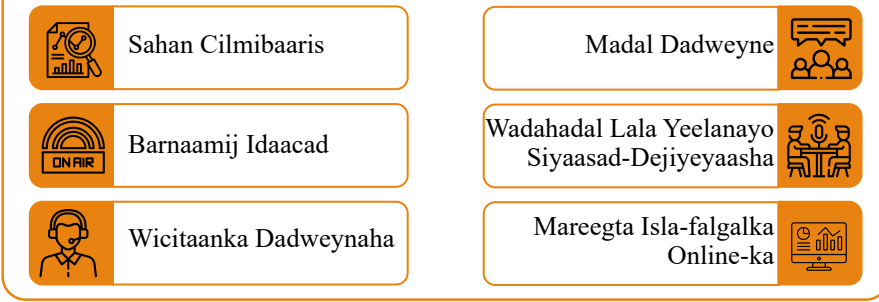 Sahan Cilmibaaris
Madal Dadweyne
ON AIR
Barnaamij Idaacad
Wadahadal Lala Yeelanayo
Siyaasad-Dejiyeyaasha
Wicitaanka Dadweynaha
Mareegta Isla-falgalka
Online-ka